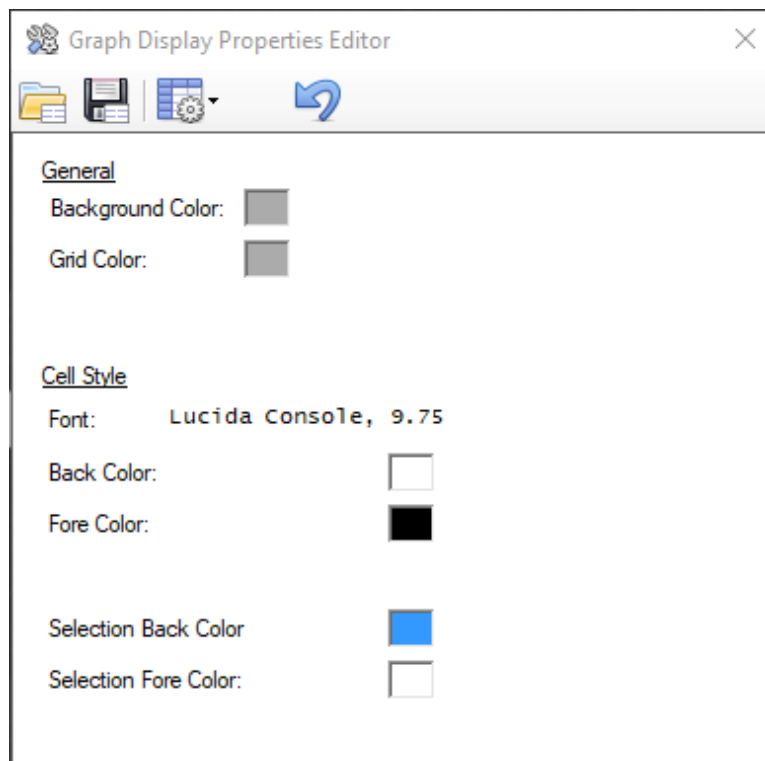 Graph Display Properties Editor
General
Background Color:
Grid Color:
Cell Style
Font: Lucida Console, 9.75
Back Color:
Fore Color:
Selection Back Color
Selection Fore Color: